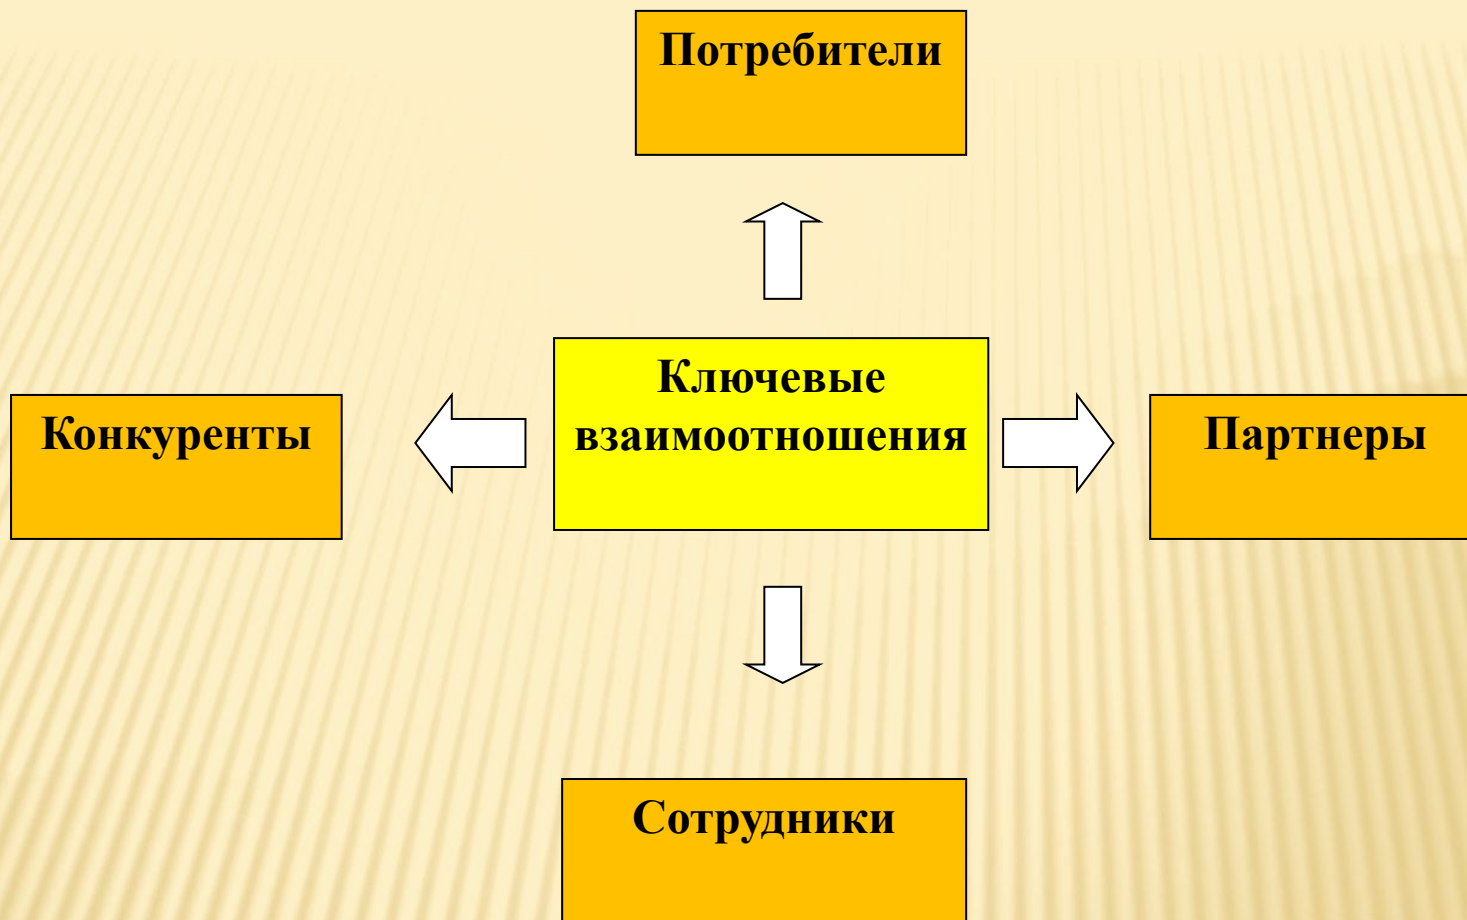 Потребители
Ключевые
взаимоотношения
Конкуренты
Партнеры
Сотрудники